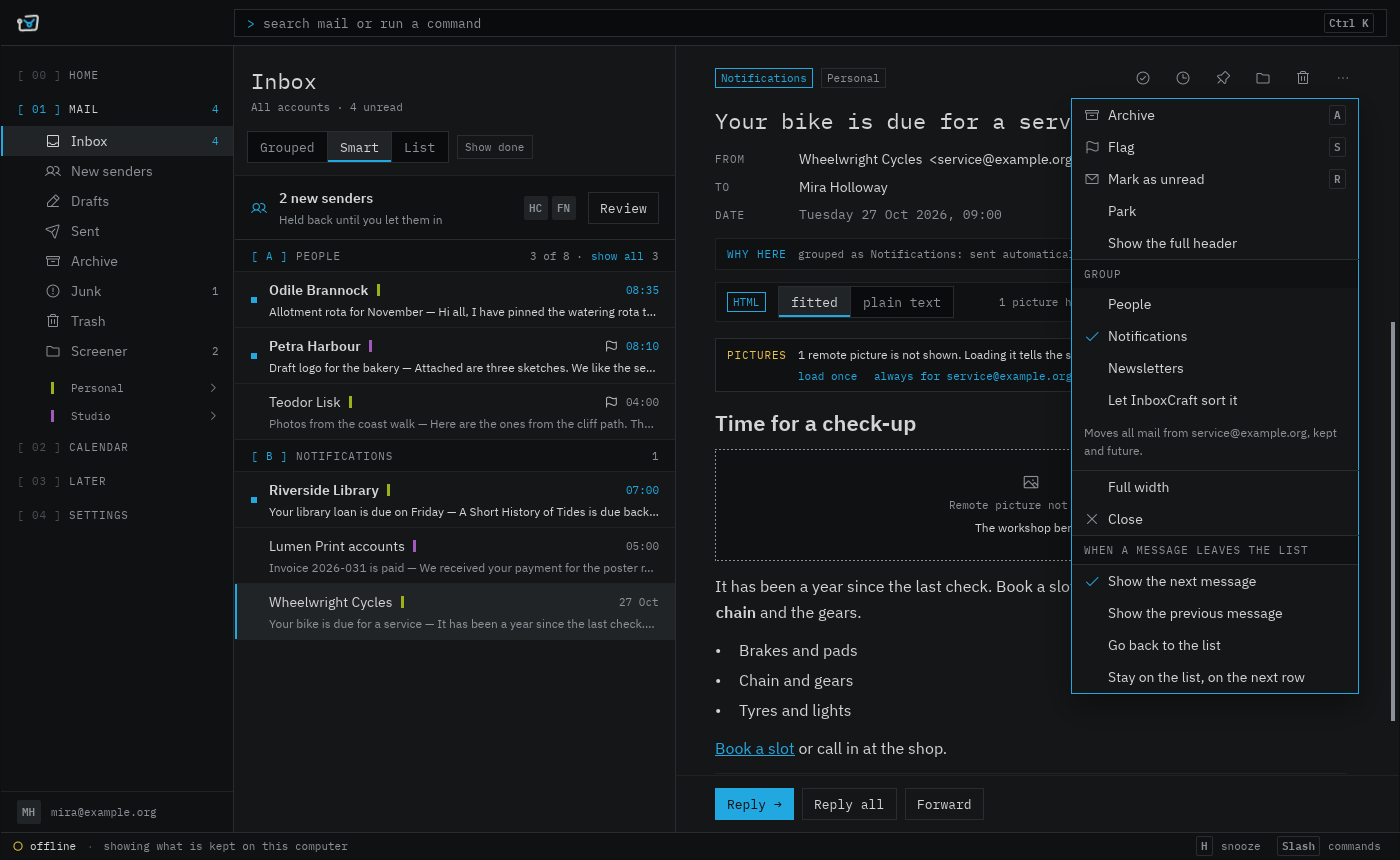 > search mail or run a command
Ctrl K
[ 00 ] HOME
[ 01 ] MAIL 4
Inbox 4
New senders
Drafts
Sent
Archive
Junk 1
Trash
Screener 2
Personal
Studio
[ 02 ] CALENDAR
[ 03 ] LATER
[ 04 ] SETTINGS
MH mira@example.org
Inbox
All accounts · 4 unread
Grouped Smart List Show done
2 new senders
Held back until you let them in
HC FN Review
[ A ] PEOPLE 3 of 8 · show all 3
Odile Brannock 08:35
Allotment rota for November — Hi all, I have pinned the watering rota t…
Petra Harbour 08:10
Draft logo for the bakery — Attached are three sketches. We like the se…
Teodor Lisk 04:00
Photos from the coast walk — Here are the ones from the cliff path. Th…
[ B ] NOTIFICATIONS 1
Riverside Library 07:00
Your library loan is due on Friday — A Short History of Tides is due back…
Lumen Print accounts 05:00
Invoice 2026-031 is paid — We received your payment for the poster r…
Wheelwright Cycles 27 Oct
Your bike is due for a service — It has been a year since the last check.…
Notifications Personal
Your bike is due for a serv
FROM Wheelwright Cycles <service@example.org
TO Mira Holloway
DATE Tuesday 27 Oct 2026, 09:00
WHY HERE grouped as Notifications: sent automatical
HTML fitted plain text 1 picture h
PICTURES 1 remote picture is not shown. Loading it tells the s
load once always for service@example.org
Time for a check-up
Remote picture not
The workshop ben
It has been a year since the last check. Book a slo
chain and the gears.
• Brakes and pads
• Chain and gears
• Tyres and lights
Book a slot or call in at the shop.
Reply → Reply all Forward
Archive A
Flag S
Mark as unread R
Park
Show the full header
GROUP
People
Notifications
Newsletters
Let InboxCraft sort it
Moves all mail from service@example.org, kept
and future.
Full width
Close
WHEN A MESSAGE LEAVES THE LIST
Show the next message
Show the previous message
Go back to the list
Stay on the list, on the next row
offline · showing what is kept on this computer
H snooze Slash commands